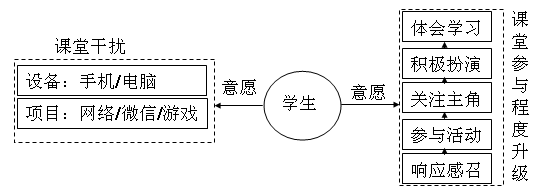 课堂干扰
设备：手机/电脑
项目：网络/微信/游戏
意愿
学生
意愿
体会学习
积极扮演
关注主角
参与活动
响应感召
课堂参与程度升级